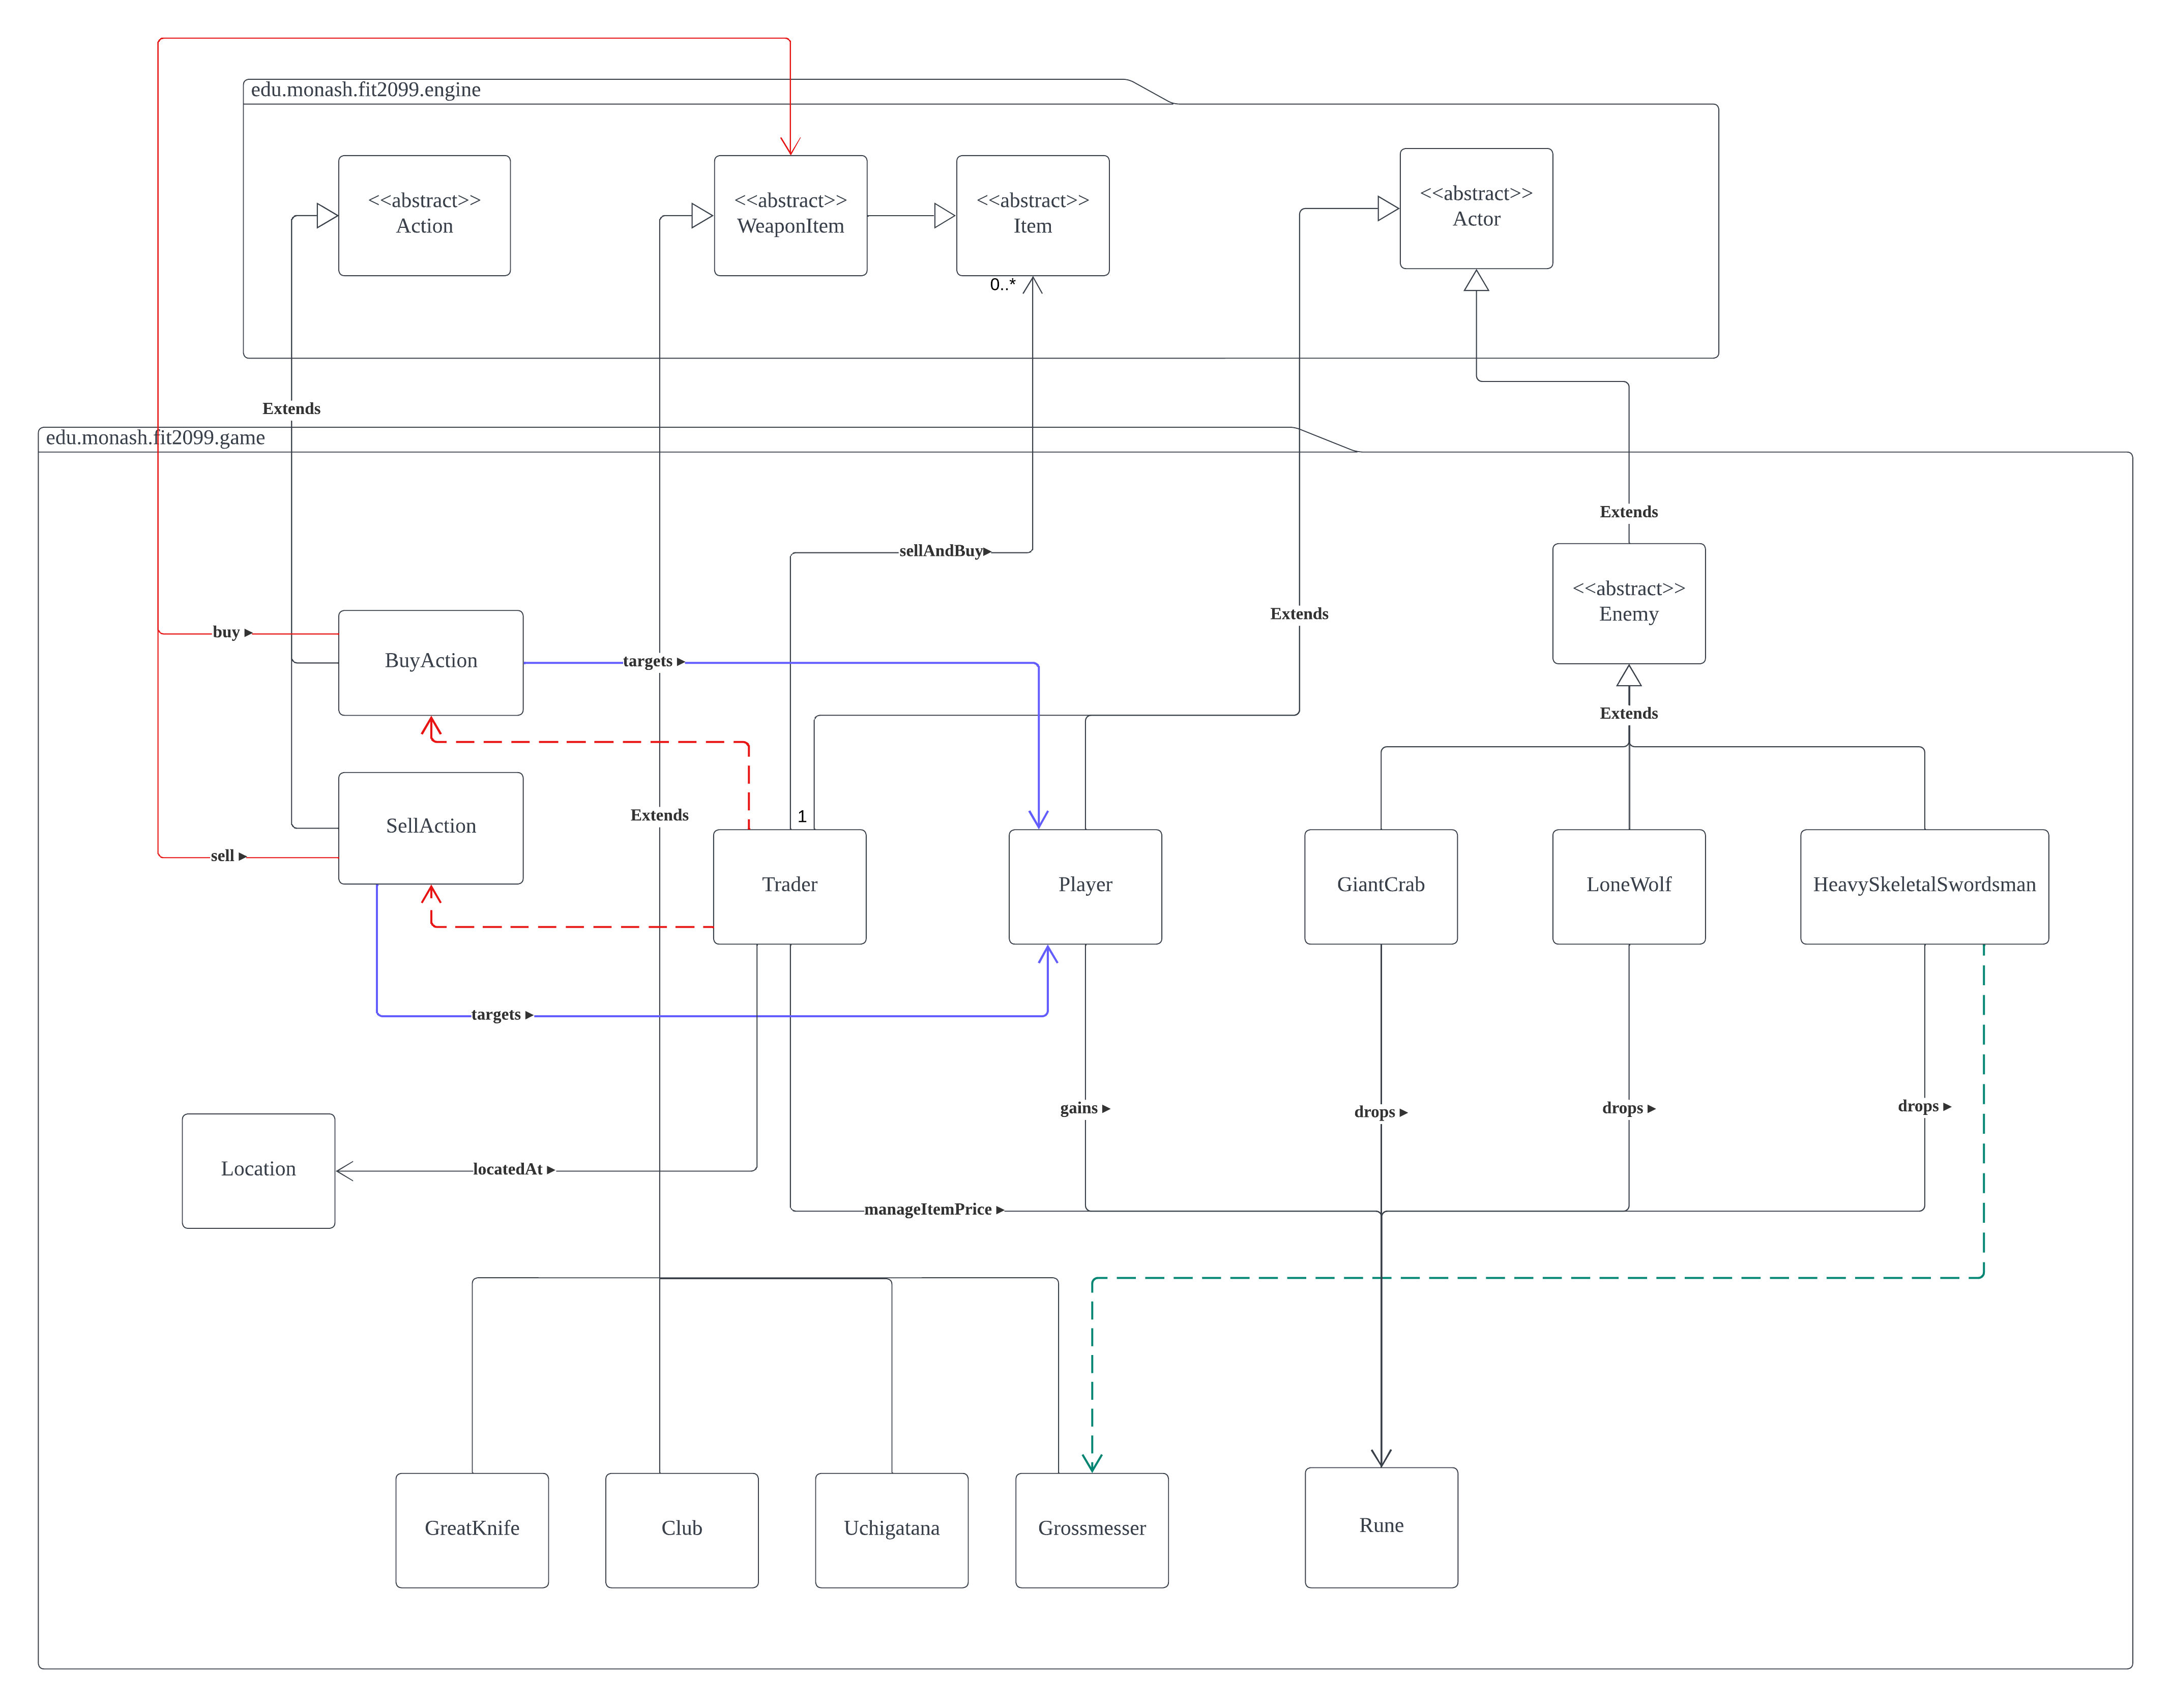 edu.monash.fit2099.engine
<<abstract>>
Action
<<abstract>>
WeaponItem
<<abstract>>
Item
<<abstract>>
Actor
0..*
Extends
edu.monash.fit2099.game
Extends
sellAndBuy▶
<<abstract>>
Enemy
Extends
buy ▶
BuyAction
targets ▶
Extends
Extends
1
SellAction
sell ▶
Trader
Player
GiantCrab
LoneWolf
HeavySkeletalSwordsman
targets ▶
gains ▶
drops ▶
drops ▶
drops ▶
Location
locatedAt ▶
manageItemPrice ▶
GreatKnife
Club
Uchigatana
Grossmesser
Rune